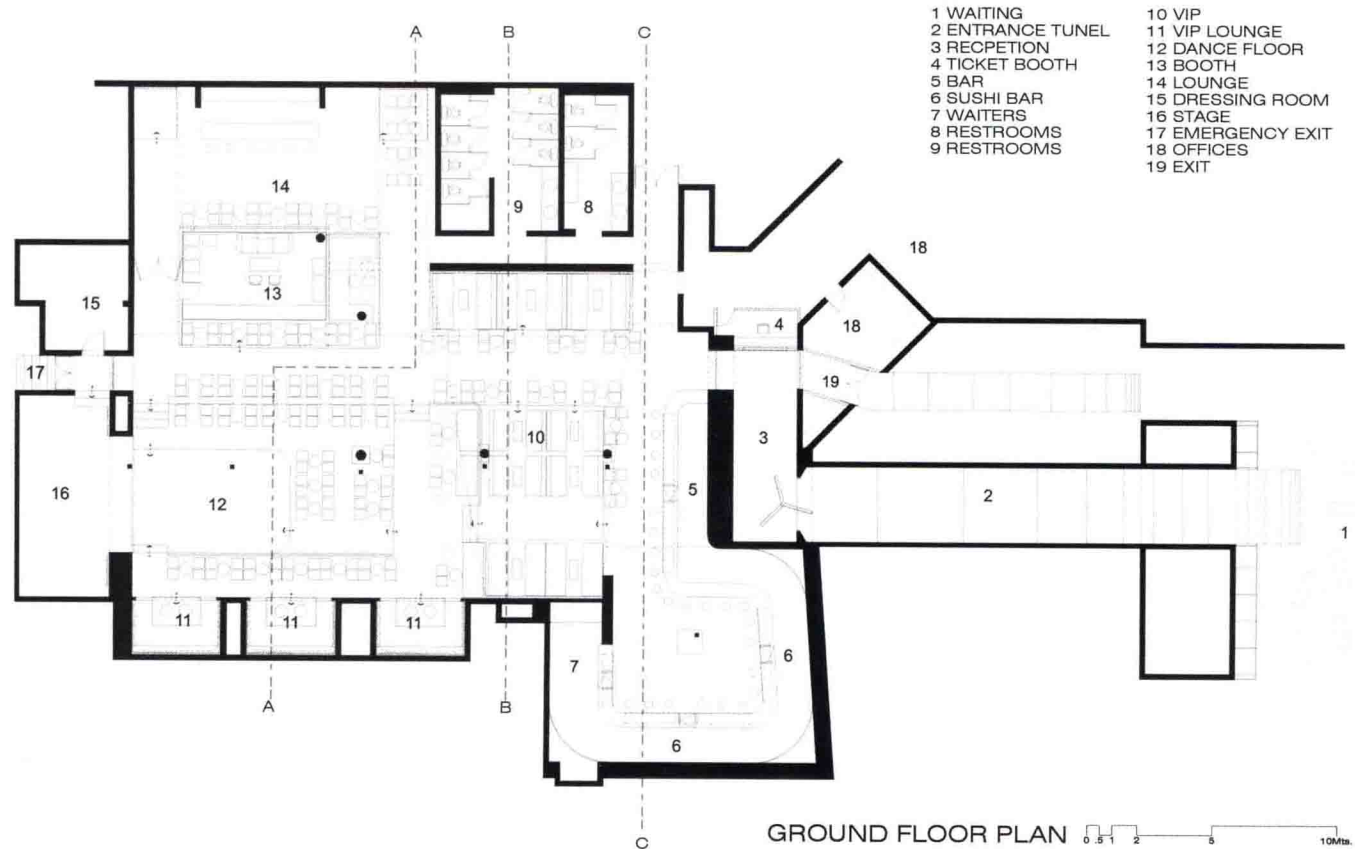 1 WAITING
2 ENTRANCE TUNEL
3 RECPETION
4 TICKET BOOTH
5 BAR
6 SUSHI BAR
7 WAITERS
8 RESTROOMS
9 RESTROOMS
10 VIP
11 VIP LOUNGE
12 DANCE FLOOR
13 BOOTH
14 LOUNGE
15 DRESSING ROOM
16 STAGE
17 EMERGENCY EXIT
18 OFFICES
19 EXIT
A B C
14
9 8
18
13
15
4
18
17
19
10
3
16
12
5
2
1
11 11 11
7
6
6
A B
C
GROUND FLOOR PLAN
0 .5 1 2 5 10Mts.